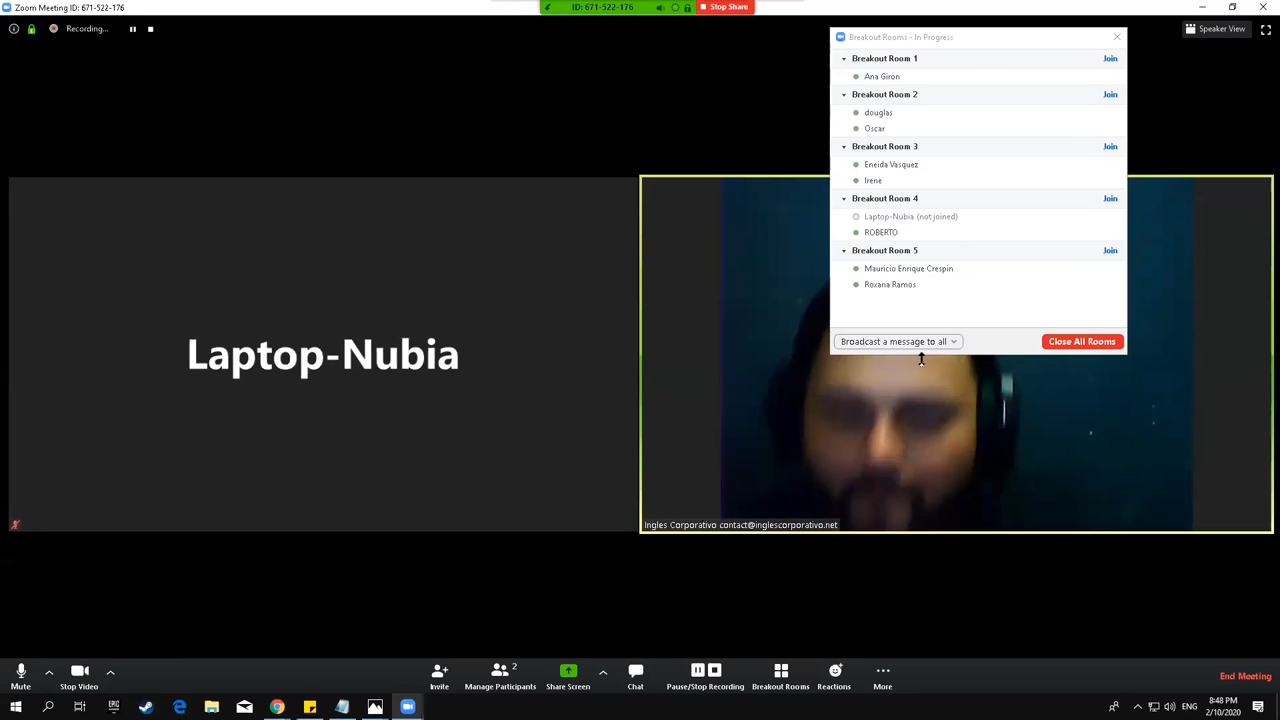 Zoom Meeting ID: 671-522-176
ID: 671-522-176
Stop Share
Recording...
Speaker View
Breakout Rooms - In Progress
Breakout Room 1 Join
Ana Giron
Breakout Room 2 Join
douglas
Oscar
Breakout Room 3 Join
Eneida Vasquez
Irene
Breakout Room 4 Join
Laptop-Nubia (not joined)
ROBERTO
Breakout Room 5 Join
Mauricio Enrique Crespin
Roxana Ramos
Broadcast a message to all
Close All Rooms
Laptop-Nubia
Ingles Corporativo contact@inglescorporativo.net
Mute
Stop Video
Invite
2
Manage Participants
Share Screen
Chat
Pause/Stop Recording
Breakout Rooms
Reactions
More
End Meeting
EPIC
ENG
8:48 PM
2/10/2020